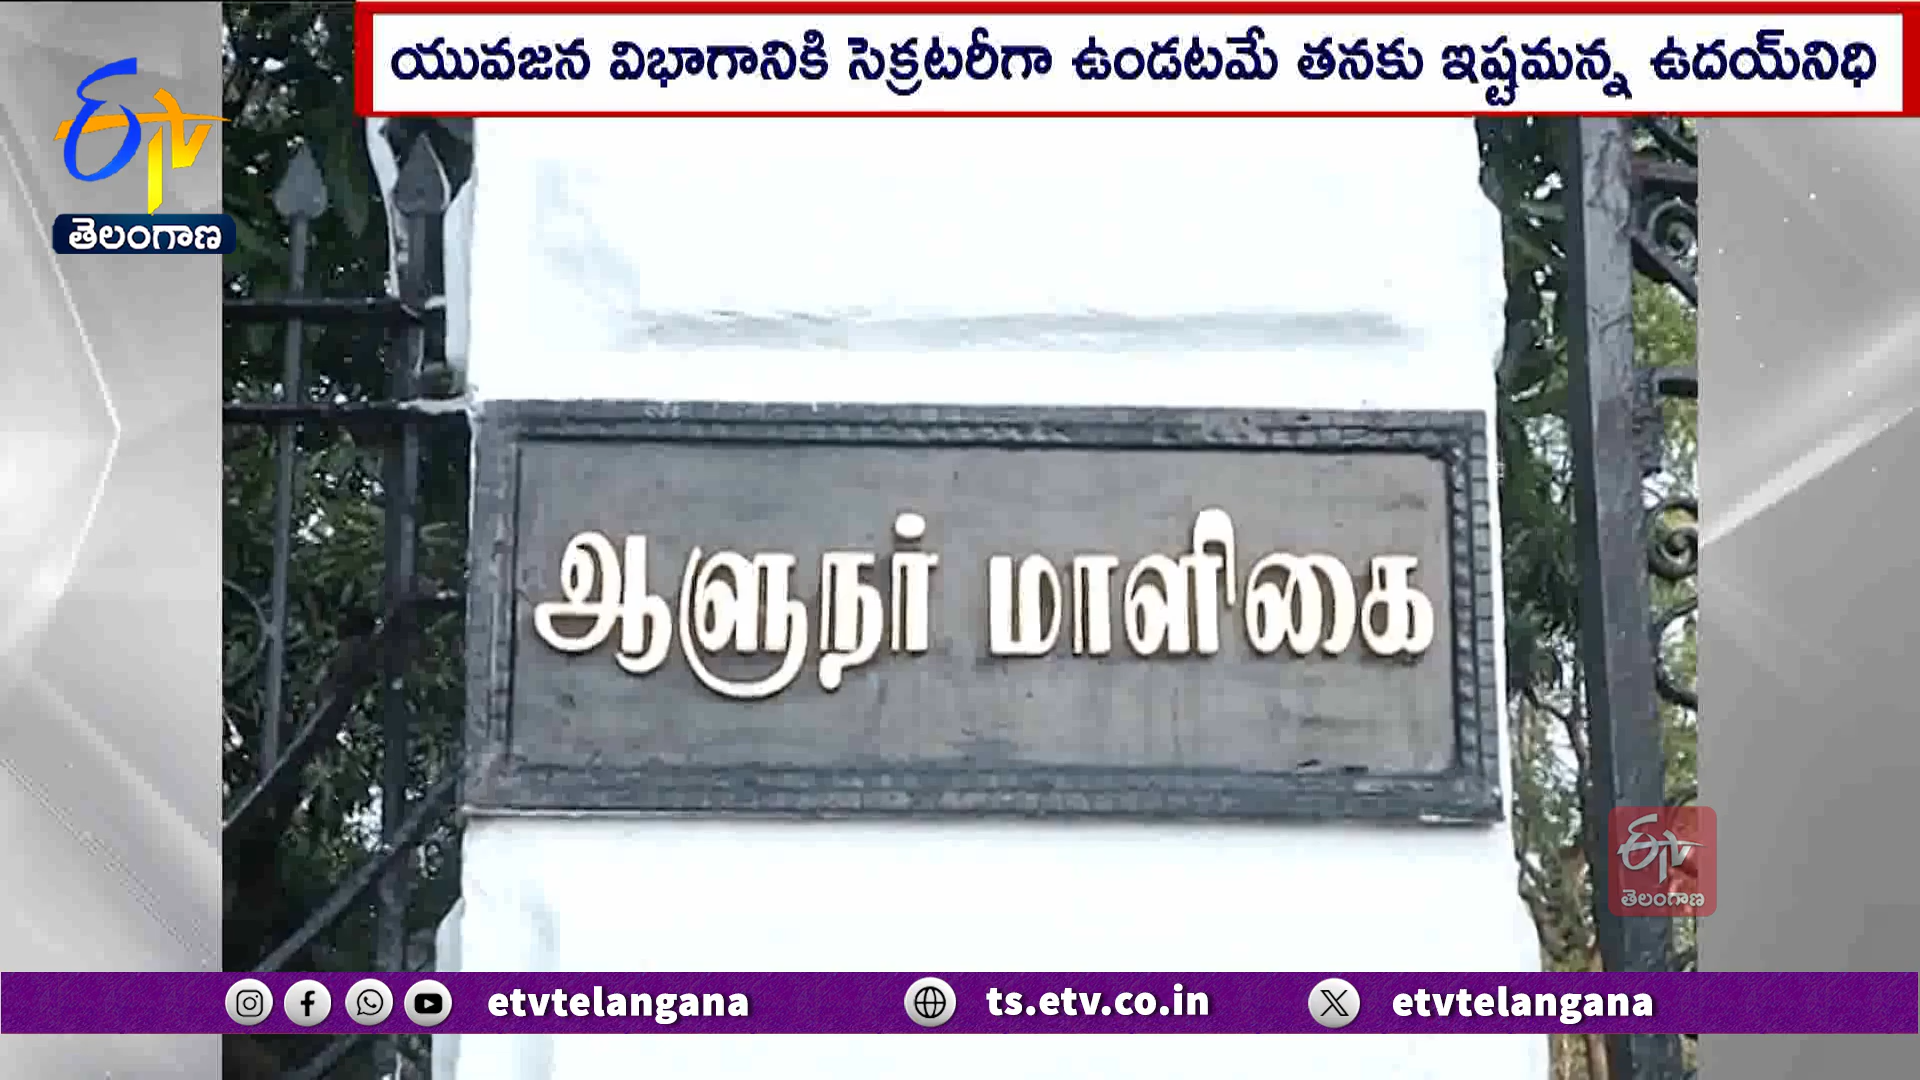 యువజన విభాగానికి సెక్రటరీగా ఉండటమే తనకు ఇష్టమన్న ఉదయ్‌నిధి
ETV
తెలంగాణ
ஆளுநர் மாளிகை
ETV
తెలంగాణ
etvtelangana ts.etv.co.in etvtelangana